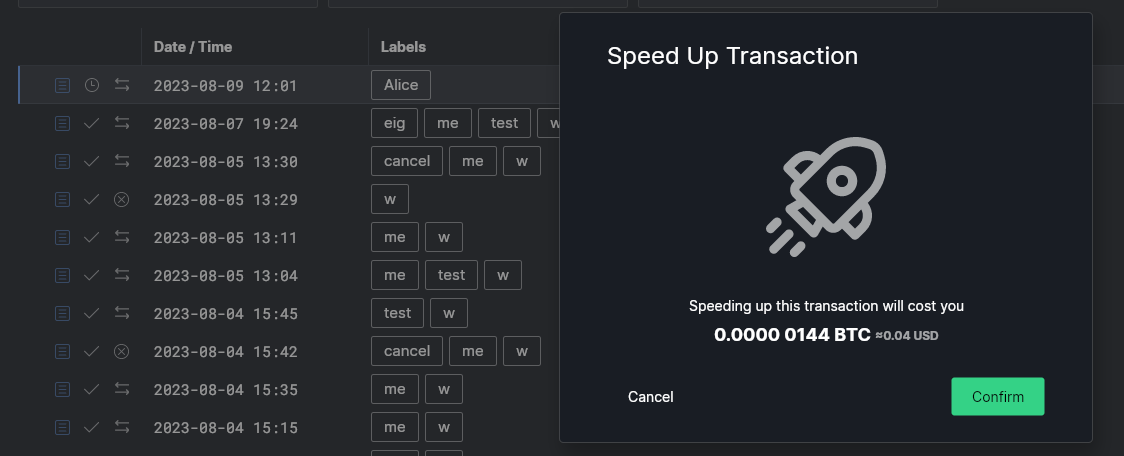 Date / Time Labels
2023-08-09 12:01 Alice
2023-08-07 19:24 eig me test w
2023-08-05 13:30 cancel me w
2023-08-05 13:29 w
2023-08-05 13:11 me w
2023-08-05 13:04 me test w
2023-08-04 15:45 test w
2023-08-04 15:42 cancel me w
2023-08-04 15:35 me w
2023-08-04 15:15 me w
Speed Up Transaction
Speeding up this transaction will cost you
0.0000 0144 BTC ≈0.04 USD
Cancel Confirm